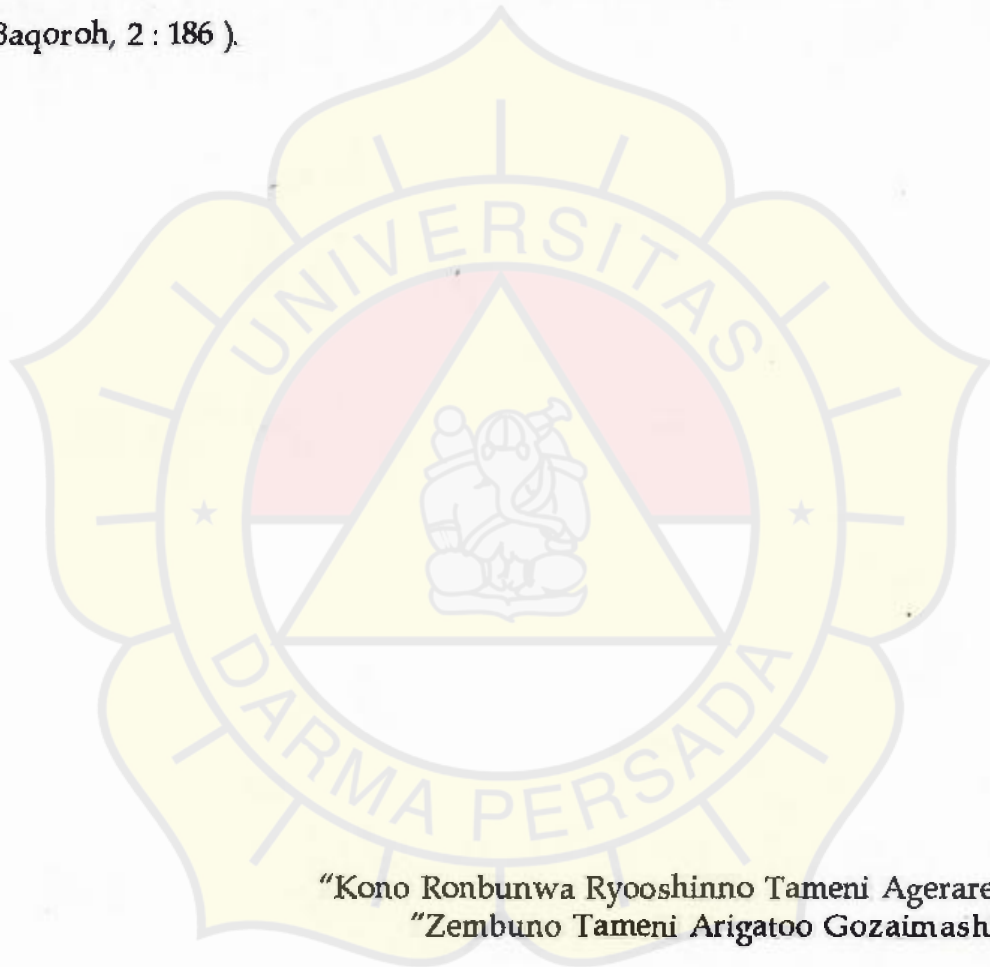 Baqoroh, 2 : 186 ).
UNIVERSITAS
DARMA PERSADA
"Kono Ronbunwa Ryooshinno Tameni Agerare
"Zembuno Tameni Arigatoo Gozaimash